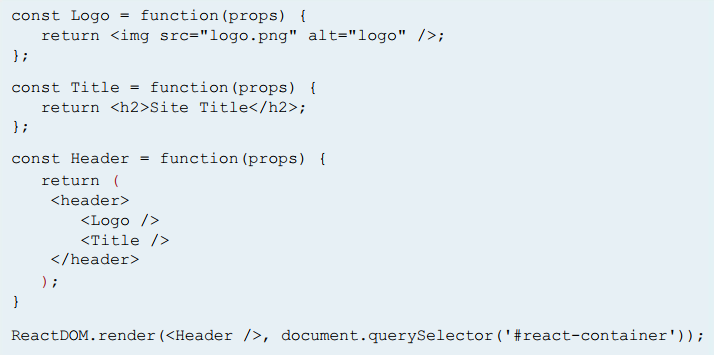 const Logo = function(props) {
   return <img src="logo.png" alt="logo" />;
};
const Title = function(props) {
   return <h2>Site Title</h2>;
};
const Header = function(props) {
   return (
    <header>
       <Logo />
       <Title />
    </header>
   );
}
ReactDOM.render(<Header />, document.querySelector('#react-container'));